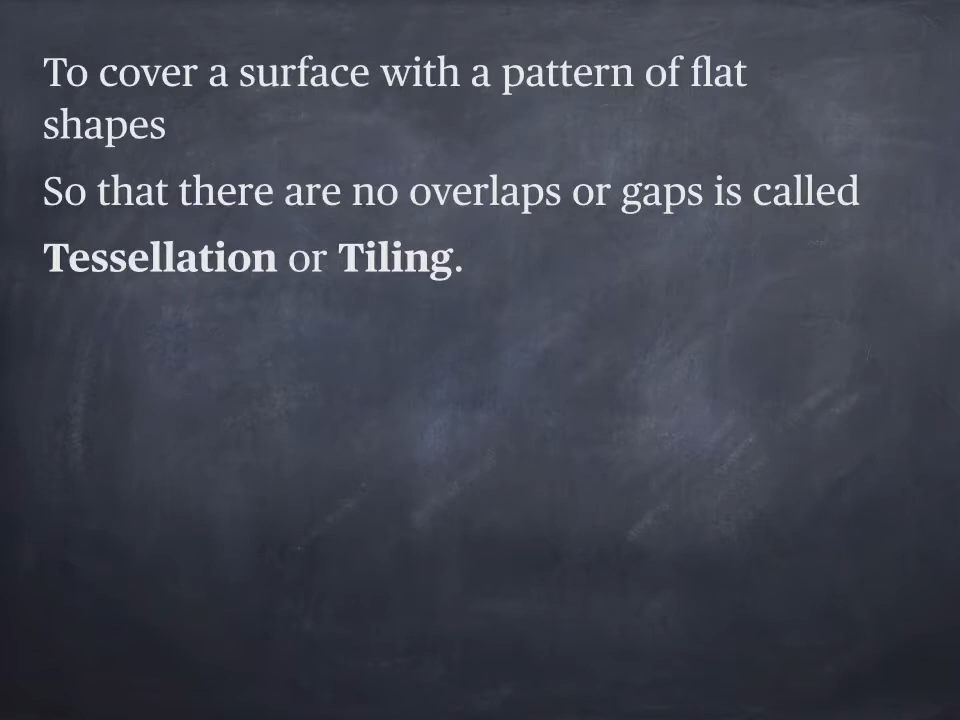 To cover a surface with a pattern of flat
shapes
So that there are no overlaps or gaps is called
Tessellation or Tiling.